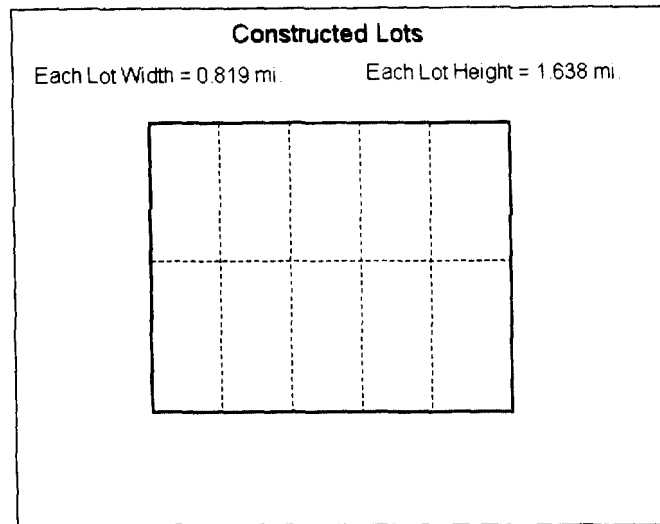 Constructed Lots
Each Lot Width = 0.819 mi. Each Lot Height = 1.638 mi.